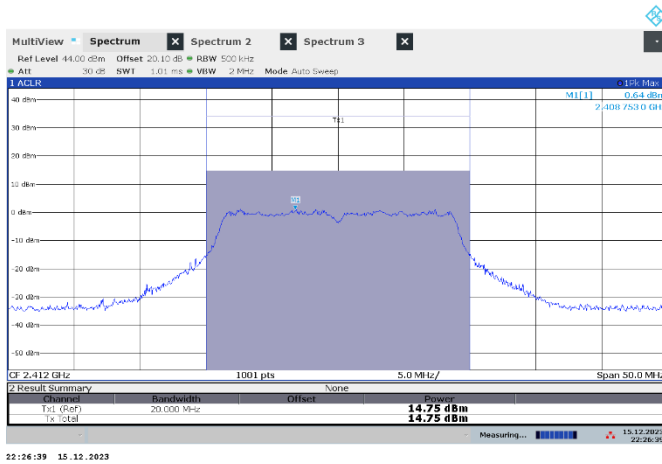 MultiView Spectrum X Spectrum 2 X Spectrum 3 X
Ref Level 44.00 dBm Offset 20.10 dB RBW 500 kHz
Att 30 dB SWT 1.01 ms VBW 2 MHz Mode Auto Sweep
1 ACLR 1Pk Max
M1[1] 0.64 dBm
2.408 753 0 GH
40 dBm
Tx1
30 dBm
20 dBm
10 dBm
M1
0 dBm
-10 dBm
-20 dBm
-30 dBm
-40 dBm
-50 dBm
CF 2.412 GHz 1001 pts 5.0 MHz/ Span 50.0 MHz
2 Result Summary None
Channel Bandwidth Offset Power
Tx1 (Ref) 20.000 MHz 14.75 dBm
Tx Total 14.75 dBm
Measuring... 15.12.2023
22:26:39
22:26:39 15.12.2023